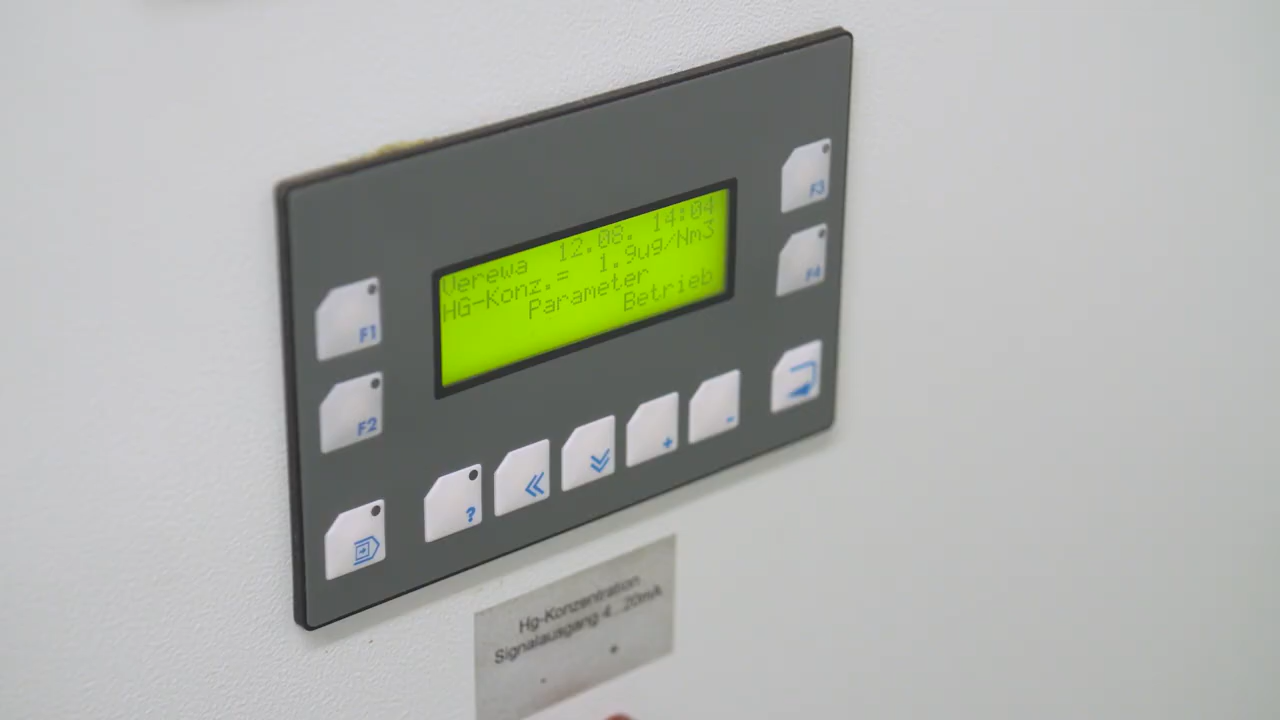 Verewa 12.08. 14:04
HG-Konz.= 1.9ug/Nm3
Parameter
Betrieb
F1
F2
F3
F4
?
+
-
Hg-Konzentration
Signalausgang 4...20mA